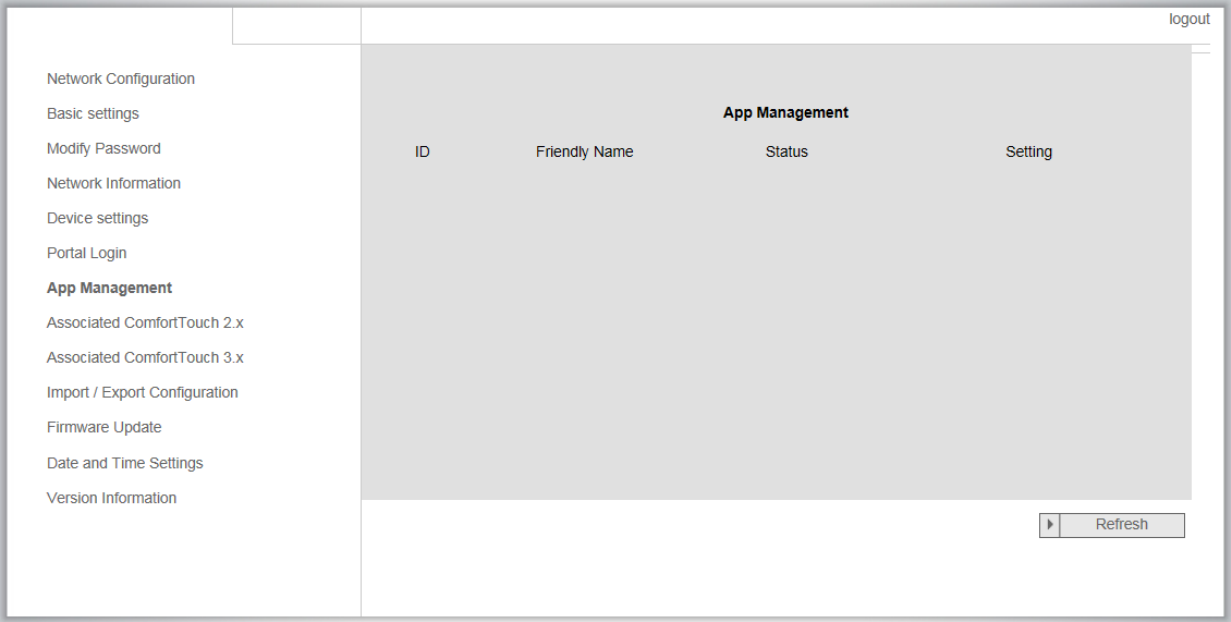 logout
Network Configuration
Basic settings
Modify Password
Network Information
Device settings
Portal Login
App Management
Associated ComfortTouch 2.x
Associated ComfortTouch 3.x
Import / Export Configuration
Firmware Update
Date and Time Settings
Version Information
App Management
ID Friendly Name Status Setting
Refresh